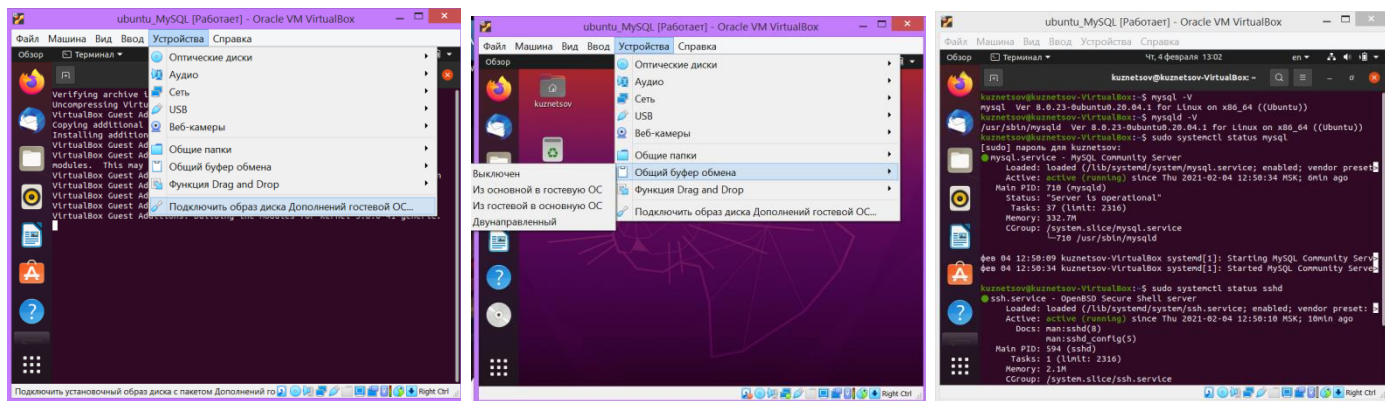 ubuntu_MySQL [Работает] - Oracle VM VirtualBox
Файл Машина Вид Ввод Устройства Справка
Обзор Терминал
Оптические диски
Аудио
Сеть
USB
Веб-камеры
Общие папки
Общий буфер обмена
Функция Drag and Drop
Подключить образ диска Дополнений гостевой ОС...
Verifying archive i
Uncompressing Virtu
VirtualBox Guest Ad
Copying additional
Installing addition
VirtualBox Guest Ad
VirtualBox Guest Ad
modules. This may
VirtualBox Guest Ad
VirtualBox Guest Ad
VirtualBox Guest Ad
VirtualBox Guest Ad
Подключить установочный образ диска с пакетом Дополнений го
Right Ctrl
ubuntu_MySQL [Работает] - Oracle VM VirtualBox
Файл Машина Вид Ввод Устройства Справка
Обзор
kuznetsov
Оптические диски
Аудио
Сеть
USB
Веб-камеры
Общие папки
Общий буфер обмена
Функция Drag and Drop
Подключить образ диска Дополнений гостевой ОС...
Выключен
Из основной в гостевую ОС
Из гостевой в основную ОС
Двунаправленный
Right Ctrl
ubuntu_MySQL [Работает] - Oracle VM VirtualBox
Файл Машина Вид Ввод Устройства Справка
Обзор Терминал Чт, 4 февраля 13:02 en
kuznetsov@kuznetsov-VirtualBox: ~
kuznetsov@kuznetsov-VirtualBox:~$ mysql -V
mysql Ver 8.0.23-0ubuntu0.20.04.1 for Linux on x86_64 ((Ubuntu))
kuznetsov@kuznetsov-VirtualBox:~$ mysqld -V
/usr/sbin/mysqld Ver 8.0.23-0ubuntu0.20.04.1 for Linux on x86_64 ((Ubuntu))
kuznetsov@kuznetsov-VirtualBox:~$ sudo systemctl status mysql
[sudo] пароль для kuznetsov:
● mysql.service - MySQL Community Server
Loaded: loaded (/lib/systemd/system/mysql.service; enabled; vendor preset>
Active: active (running) since Thu 2021-02-04 12:50:34 MSK; 6min ago
Main PID: 710 (mysqld)
Status: "Server is operational"
Tasks: 37 (limit: 2316)
Memory: 332.7M
CGroup: /system.slice/mysql.service
└─710 /usr/sbin/mysqld
фев 04 12:50:09 kuznetsov-VirtualBox systemd[1]: Starting MySQL Community Serv>
фев 04 12:50:34 kuznetsov-VirtualBox systemd[1]: Started MySQL Community Serve>
kuznetsov@kuznetsov-VirtualBox:~$ sudo systemctl status sshd
● ssh.service - OpenBSD Secure Shell server
Loaded: loaded (/lib/systemd/system/ssh.service; enabled; vendor preset: >
Active: active (running) since Thu 2021-02-04 12:50:10 MSK; 10min ago
Docs: man:sshd(8)
man:sshd_config(5)
Main PID: 594 (sshd)
Tasks: 1 (limit: 2316)
Memory: 2.1M
CGroup: /system.slice/ssh.service
Right Ctrl